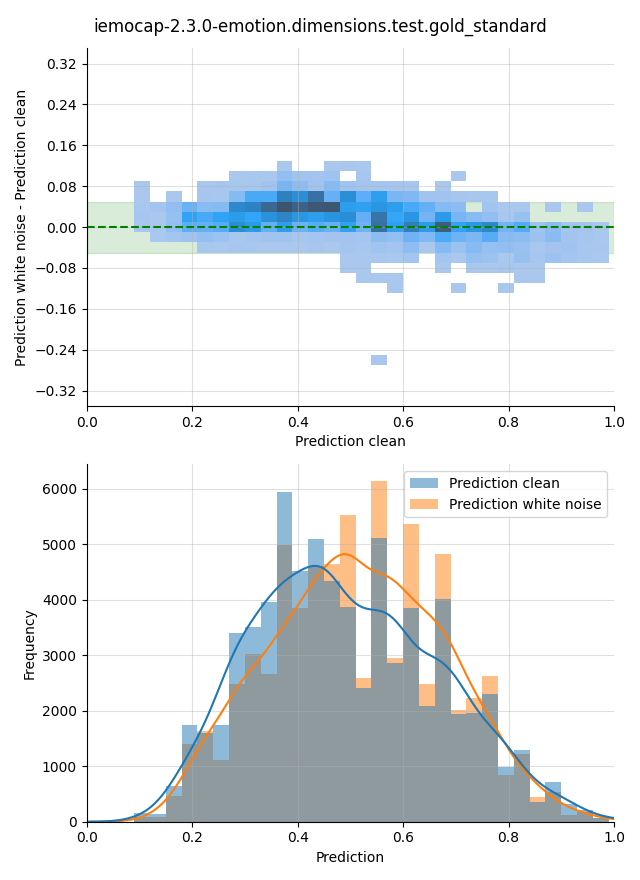 iemocap-2.3.0-emotion.dimensions.test.gold_standard
Prediction white noise - Prediction clean
0.32
0.24
0.16
0.08
0.00
−0.08
−0.16
−0.24
−0.32
0.0 0.2 0.4 0.6 0.8 1.0
Prediction clean
Frequency
6000
5000
4000
3000
2000
1000
0
Prediction clean
Prediction white noise
0.0 0.2 0.4 0.6 0.8 1.0
Prediction